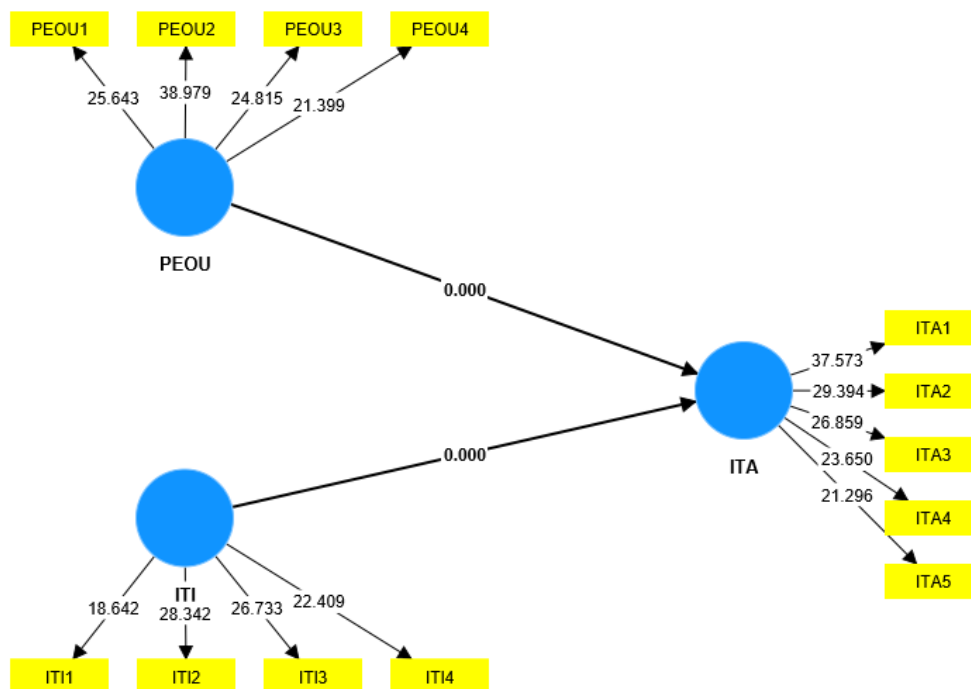 PEOU1 PEOU2 PEOU3 PEOU4
25.643 38.979 24.815 21.399
PEOU
0.000
ITA1
37.573
ITA2
29.394
26.859
ITA3
23.650
21.296
ITA4
ITA5
ITA
0.000
ITI
18.642 28.342 26.733 22.409
ITI1 ITI2 ITI3 ITI4